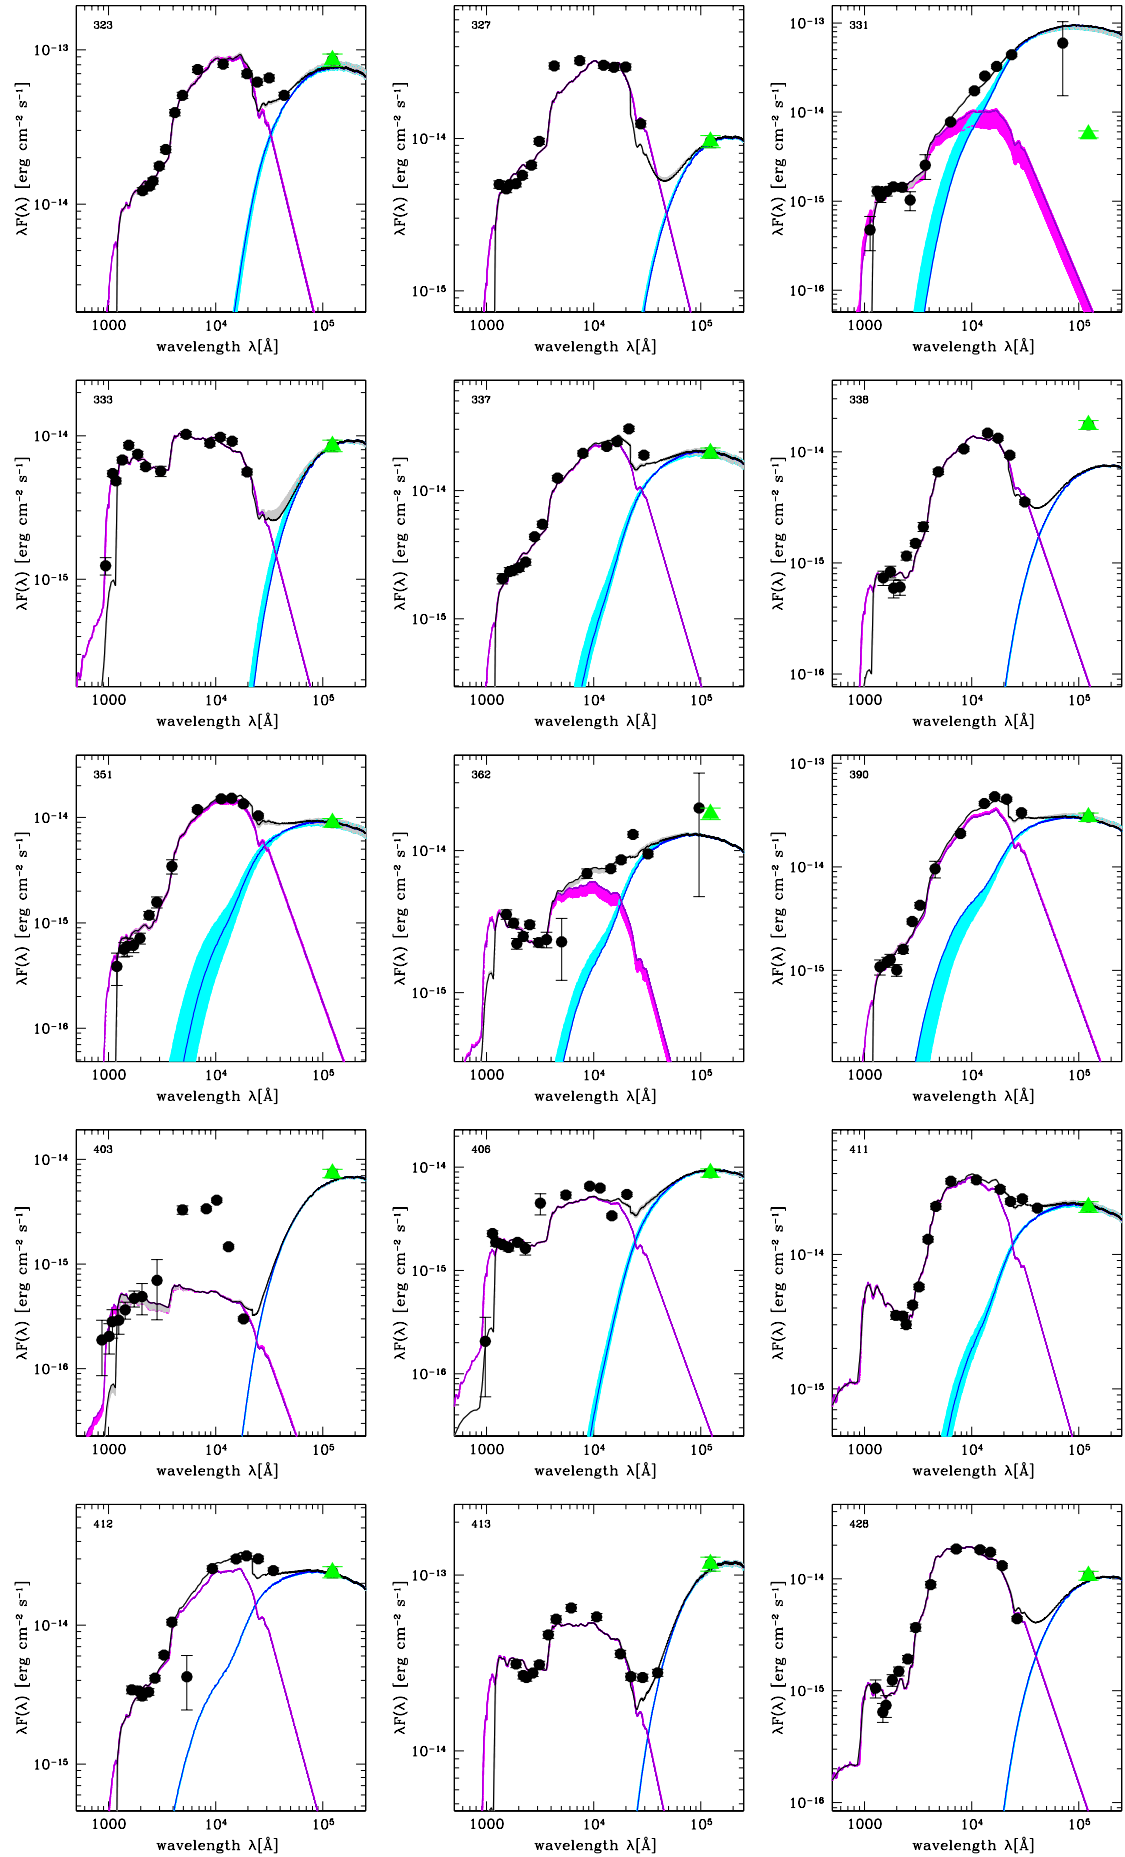 323
10⁻¹³
10⁻¹⁴
λF(λ) [erg cm⁻² s⁻¹]
1000 10⁴ 10⁵
wavelength λ[Å]
327
10⁻¹⁴
10⁻¹⁵
λF(λ) [erg cm⁻² s⁻¹]
1000 10⁴ 10⁵
wavelength λ[Å]
331
10⁻¹³
10⁻¹⁴
10⁻¹⁵
10⁻¹⁶
λF(λ) [erg cm⁻² s⁻¹]
1000 10⁴ 10⁵
wavelength λ[Å]
333
10⁻¹⁴
10⁻¹⁵
10⁻¹⁶
λF(λ) [erg cm⁻² s⁻¹]
1000 10⁴ 10⁵
wavelength λ[Å]
337
10⁻¹⁴
10⁻¹⁵
λF(λ) [erg cm⁻² s⁻¹]
1000 10⁴ 10⁵
wavelength λ[Å]
338
10⁻¹⁴
10⁻¹⁵
10⁻¹⁶
λF(λ) [erg cm⁻² s⁻¹]
1000 10⁴ 10⁵
wavelength λ[Å]
351
10⁻¹⁴
10⁻¹⁵
10⁻¹⁶
λF(λ) [erg cm⁻² s⁻¹]
1000 10⁴ 10⁵
wavelength λ[Å]
362
10⁻¹⁴
10⁻¹⁵
λF(λ) [erg cm⁻² s⁻¹]
1000 10⁴ 10⁵
wavelength λ[Å]
390
10⁻¹³
10⁻¹⁴
10⁻¹⁵
λF(λ) [erg cm⁻² s⁻¹]
1000 10⁴ 10⁵
wavelength λ[Å]
403
10⁻¹⁴
10⁻¹⁵
10⁻¹⁶
λF(λ) [erg cm⁻² s⁻¹]
1000 10⁴ 10⁵
wavelength λ[Å]
406
10⁻¹⁴
10⁻¹⁵
10⁻¹⁶
λF(λ) [erg cm⁻² s⁻¹]
1000 10⁴ 10⁵
wavelength λ[Å]
411
10⁻¹⁴
10⁻¹⁵
λF(λ) [erg cm⁻² s⁻¹]
1000 10⁴ 10⁵
wavelength λ[Å]
412
10⁻¹⁴
10⁻¹⁵
λF(λ) [erg cm⁻² s⁻¹]
1000 10⁴ 10⁵
wavelength λ[Å]
413
10⁻¹³
10⁻¹⁴
λF(λ) [erg cm⁻² s⁻¹]
1000 10⁴ 10⁵
wavelength λ[Å]
428
10⁻¹⁴
10⁻¹⁵
10⁻¹⁶
λF(λ) [erg cm⁻² s⁻¹]
1000 10⁴ 10⁵
wavelength λ[Å]